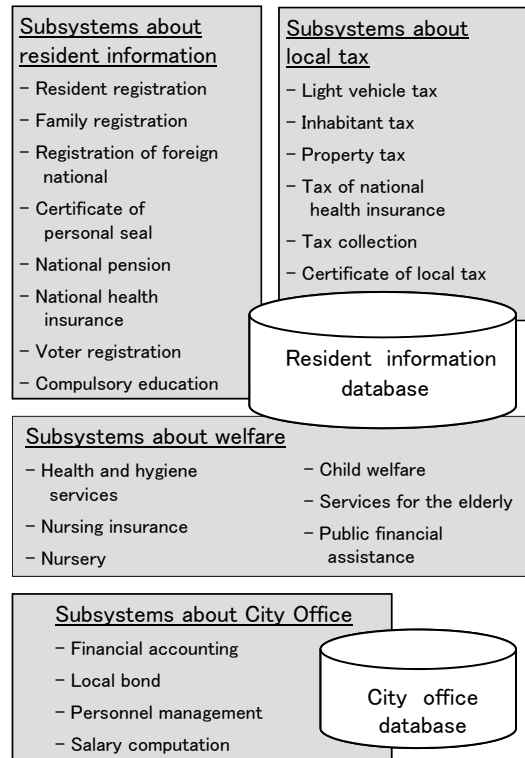 Subsystems about
resident information
− Resident registration
− Family registration
− Registration of foreign
national
− Certificate of
personal seal
− National pension
− National health
insurance
− Voter registration
− Compulsory education
Subsystems about
local tax
− Light vehicle tax
− Inhabitant tax
− Property tax
− Tax of national
health insurance
− Tax collection
− Certificate of local tax
Resident information
database
Subsystems about welfare
− Health and hygiene
services
− Nursing insurance
− Nursery
− Child welfare
− Services for the elderly
− Public financial
assistance
Subsystems about City Office
− Financial accounting
− Local bond
− Personnel management
− Salary computation
City office
database